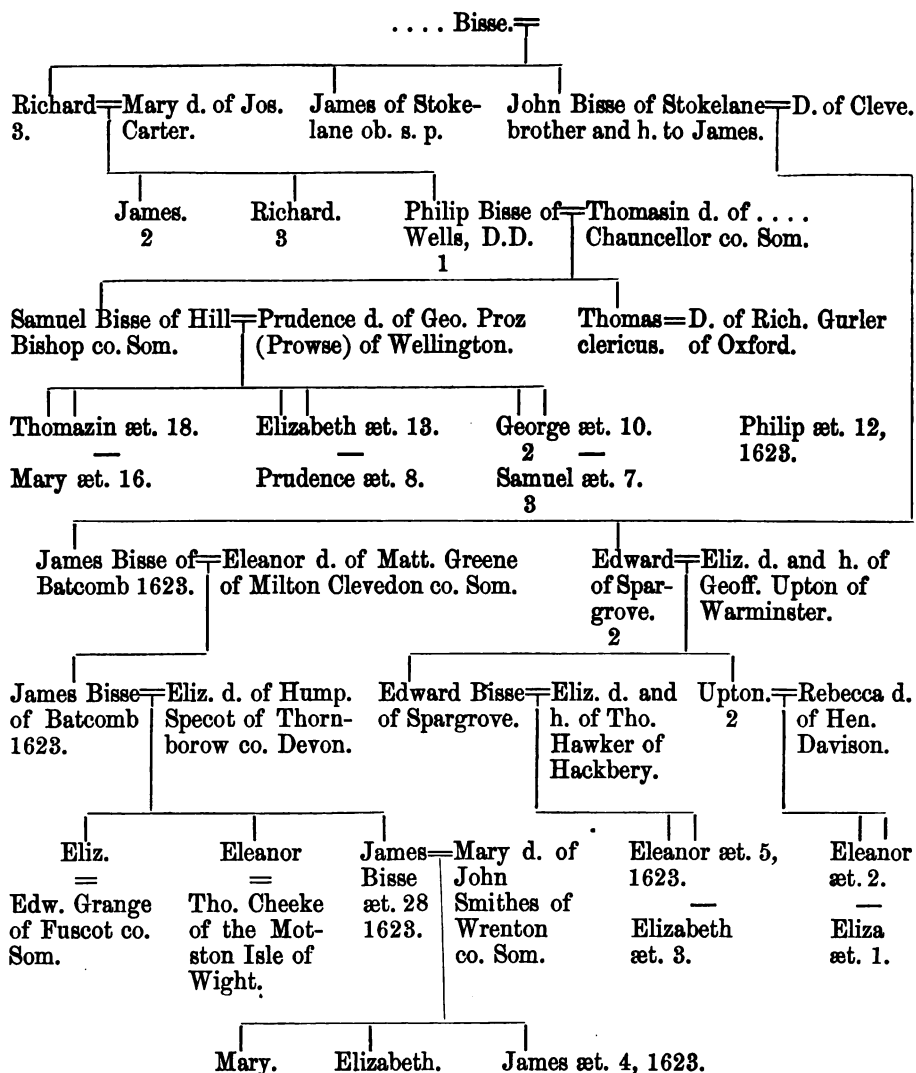 .... Bisse.
Richard=Mary d. of Jos. James of Stoke- John Bisse of Stokelane=D. of Cleve.
3. Carter. lane ob. s. p. brother and h. to James.
James. Richard. Philip Bisse of=Thomasin d. of ....
2 3 Wells, D.D. Chauncellor co. Som.
1
Samuel Bisse of Hill=Prudence d. of Geo. Proz Thomas=D. of Rich. Gurler
Bishop co. Som. (Prowse) of Wellington. clericus. of Oxford.
Thomazin æt. 18. Elizabeth æt. 13. George æt. 10. Philip æt. 12,
2 1623.
Mary æt. 16. Prudence æt. 8. Samuel æt. 7.
3
James Bisse of=Eleanor d. of Matt. Greene Edward=Eliz. d. and h. of
Batcomb 1623. of Milton Clevedon co. Som. of Spar- Geoff. Upton of
grove. Warminster.
2
James Bisse=Eliz. d. of Hump. Edward Bisse=Eliz. d. and Upton.=Rebecca d.
of Batcomb Specot of Thorn- of Spargrove. h. of Tho. 2 of Hen.
1623. borow co. Devon. Hawker of Davison.
Hackbery.
Eliz. Eleanor James=Mary d. of Eleanor æt. 5, Eleanor
= = Bisse John 1623. æt. 2.
Edw. Grange Tho. Cheeke æt. 28 Smithes of
of Fuscot co. of the Mot- 1623. Wrenton Elizabeth Eliza
Som. ston Isle of co. Som. æt. 3. æt. 1.
Wight.
Mary. Elizabeth. James æt. 4, 1623.